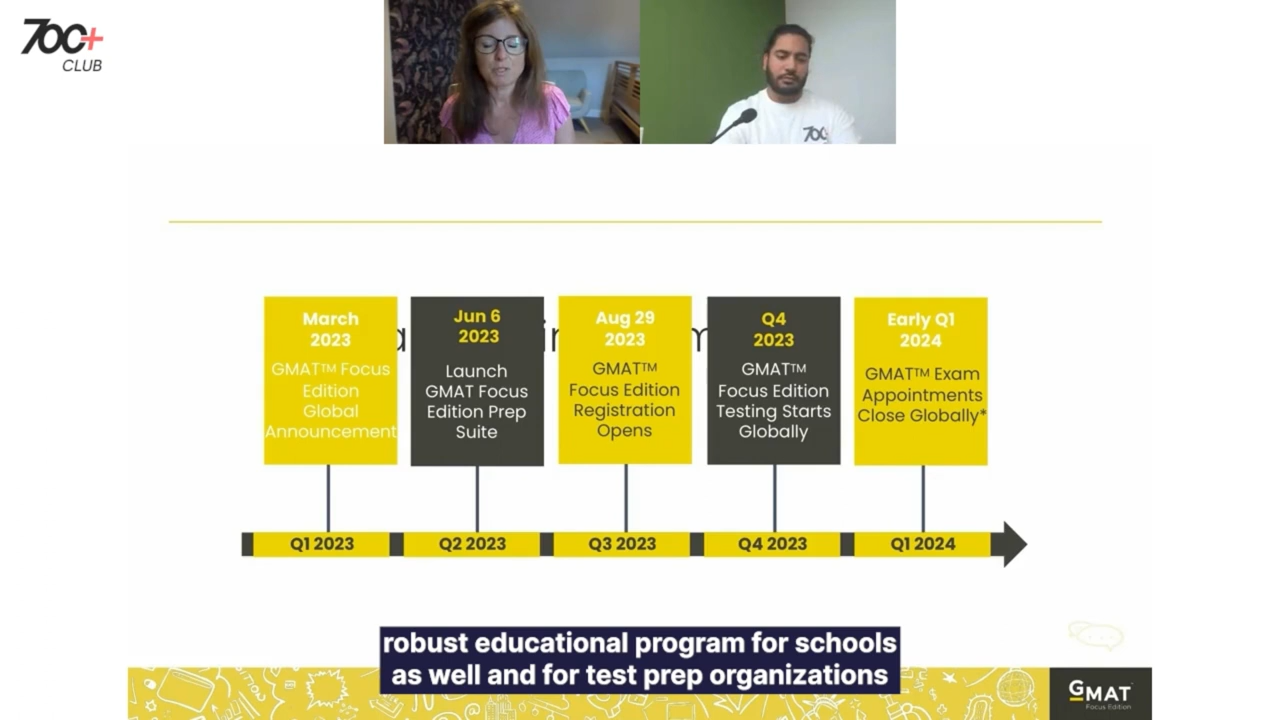 700+
CLUB
700
March
2023
GMAT™ Focus
Edition
Global
Announcement
Jun 6
2023
Launch
GMAT Focus
Edition Prep
Suite
Aug 29
2023
GMAT™
Focus Edition
Registration
Opens
Q4
2023
GMAT™
Focus Edition
Testing Starts
Globally
Early Q1
2024
GMAT™ Exam
Appointments
Close Globally*
Q1 2023
Q2 2023
Q3 2023
Q4 2023
Q1 2024
robust educational program for schools
as well and for test prep organizations
GMAT
Focus Edition